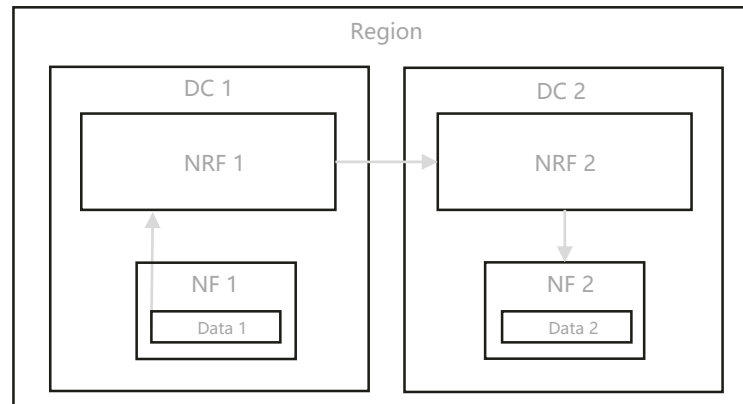 Region
DC 1
DC 2
NRF 1
NRF 2
NF 1
NF 2
Data 1
Data 2